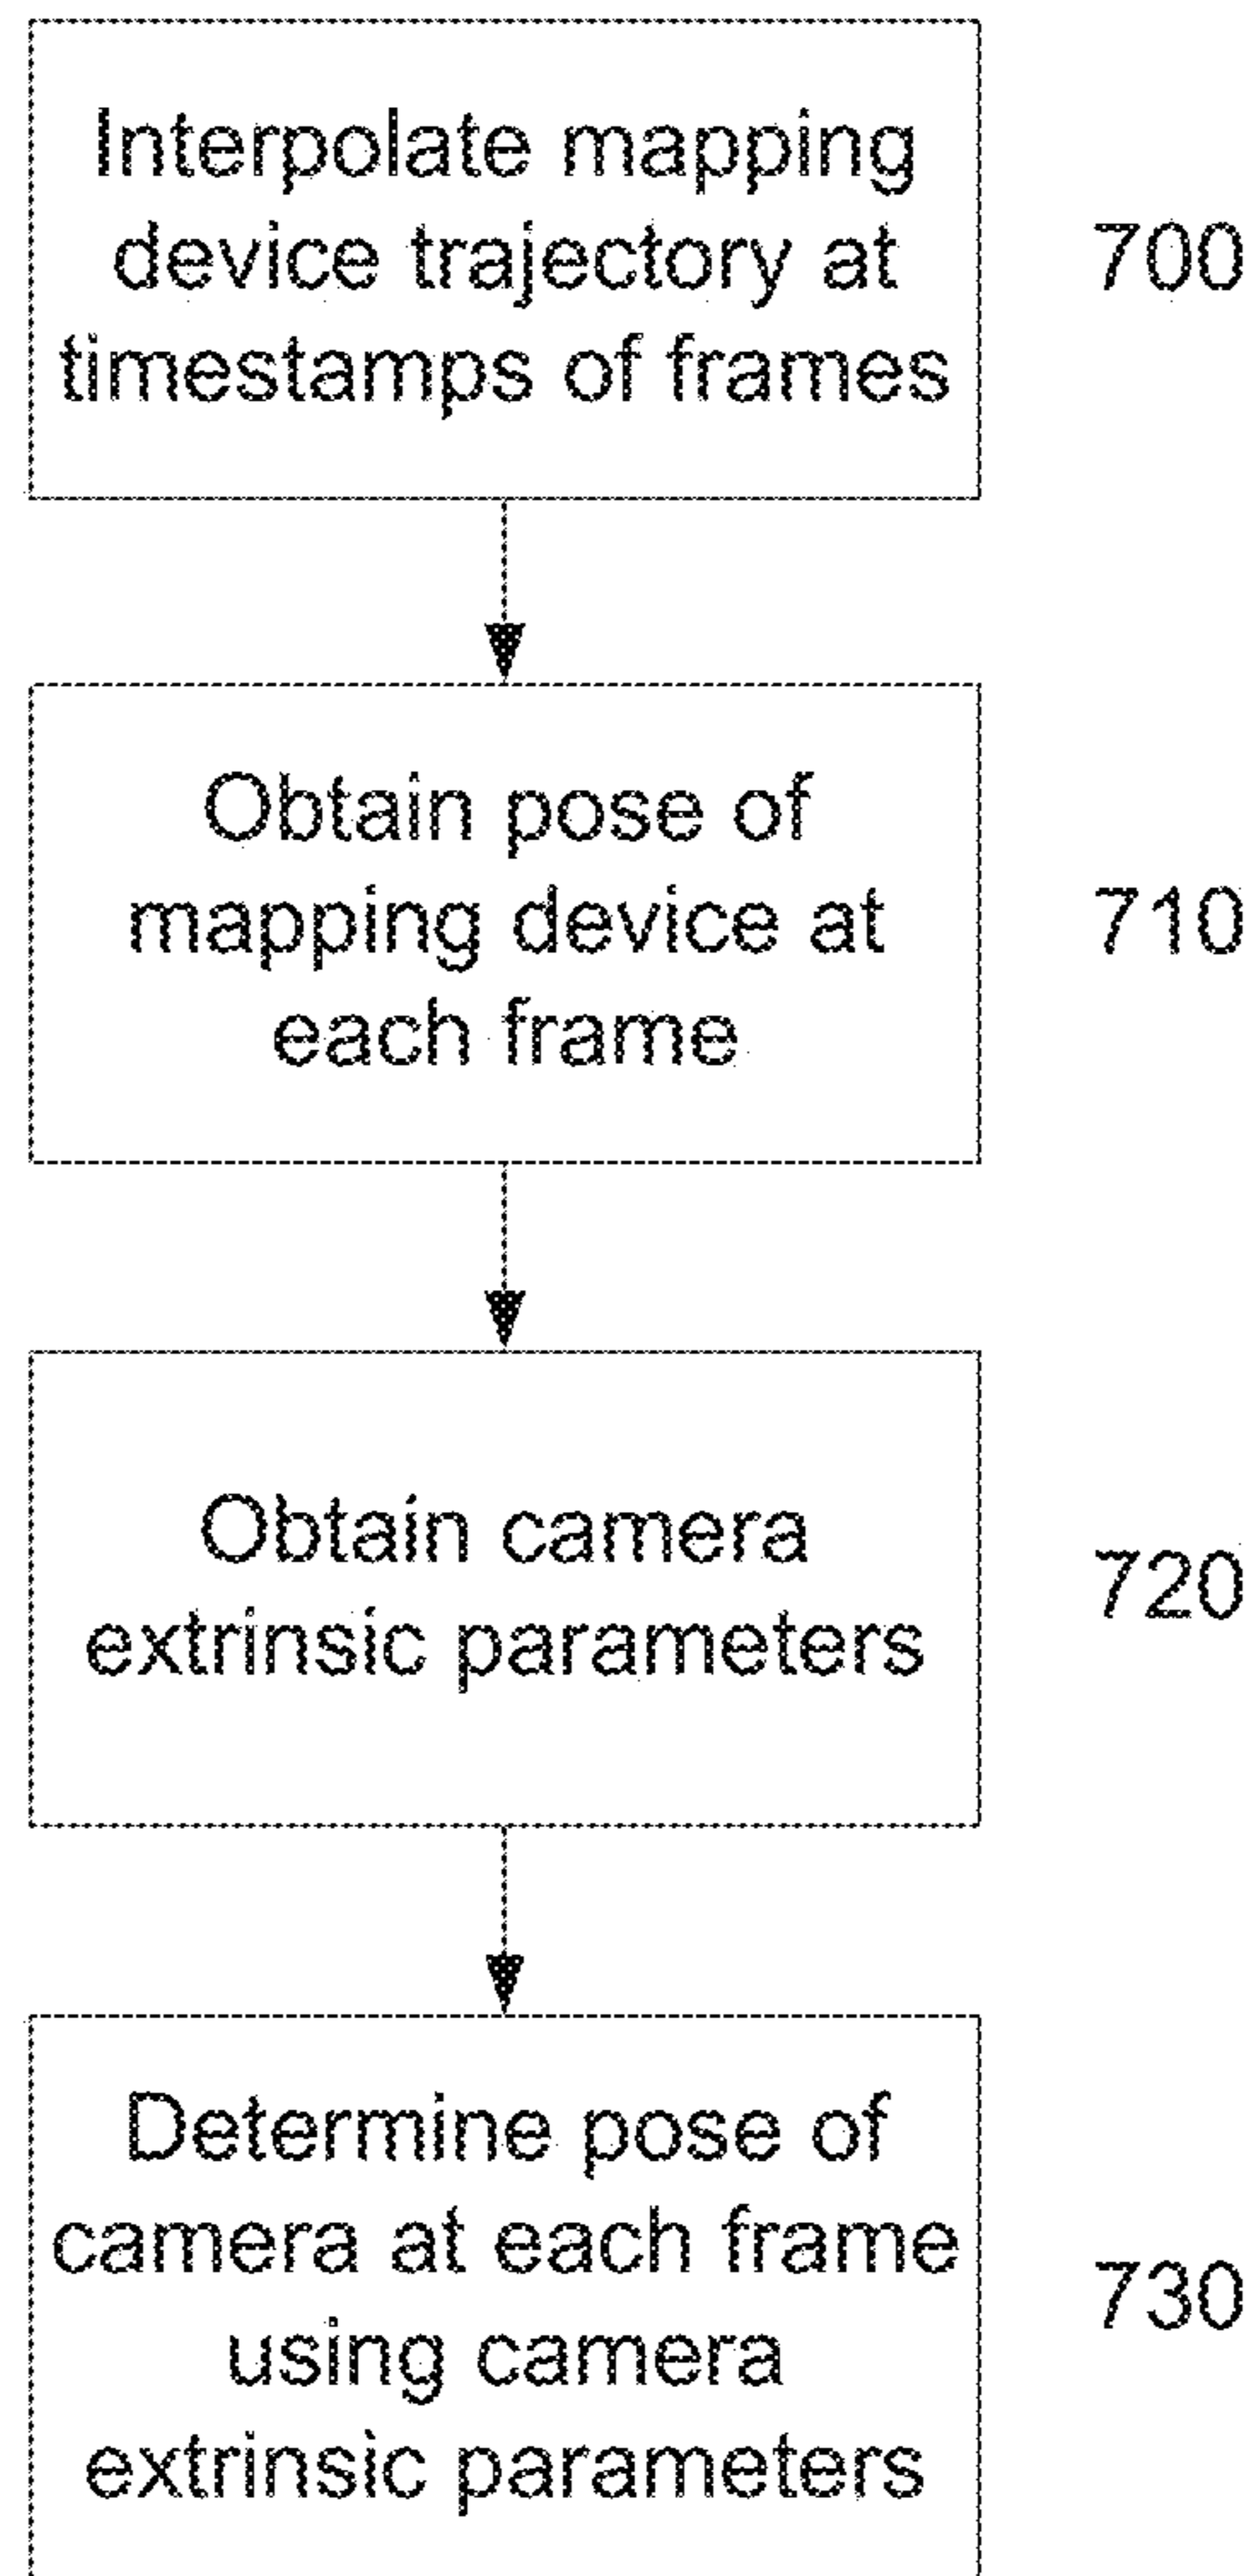 Interpolate mapping
device trajectory at
timestamps of frames
700
Obtain pose of
mapping device at
each frame
710
Obtain camera
extrinsic parameters
720
Determine pose of
camera at each frame
using camera
extrinsic parameters
730